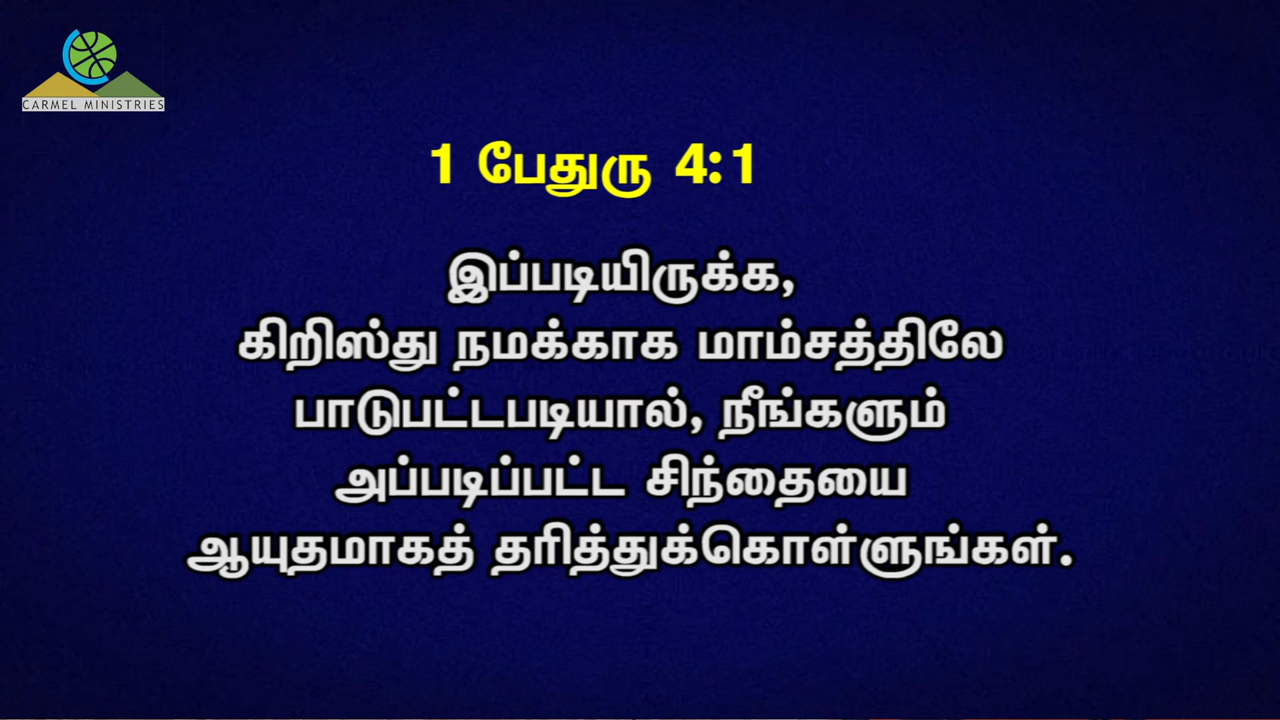 CARMEL MINISTRIES
1 பேதுரு 4:1
இப்படியிருக்க,
கிறிஸ்து நமக்காக மாம்சத்திலே
பாடுபட்டபடியால், நீங்களும்
அப்படிப்பட்ட சிந்தையை
ஆயுதமாகத் தரித்துக்கொள்ளுங்கள்.